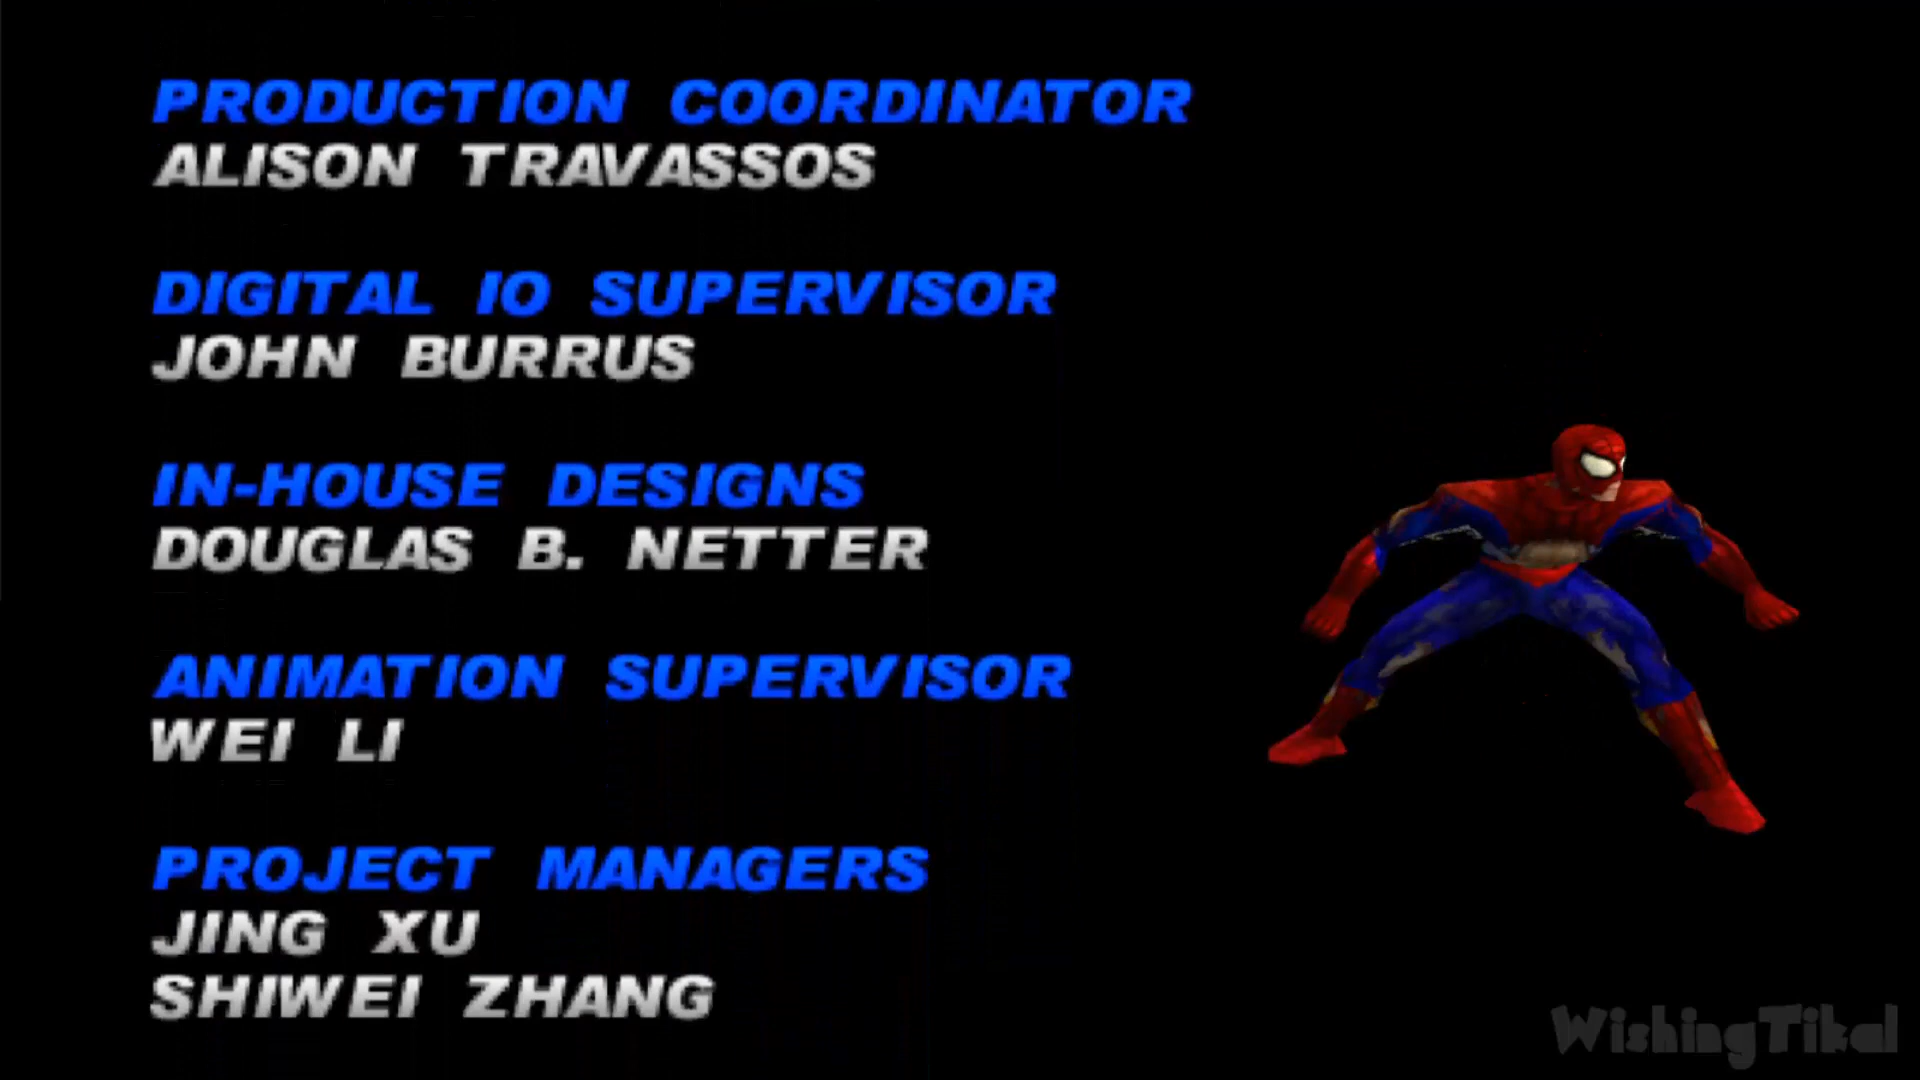 PRODUCTION COORDINATOR
ALISON TRAVASSOS
DIGITAL IO SUPERVISOR
JOHN BURRUS
IN-HOUSE DESIGNS
DOUGLAS B. NETTER
ANIMATION SUPERVISOR
WEI LI
PROJECT MANAGERS
JING XU
SHIWEI ZHANG
WishingTikal